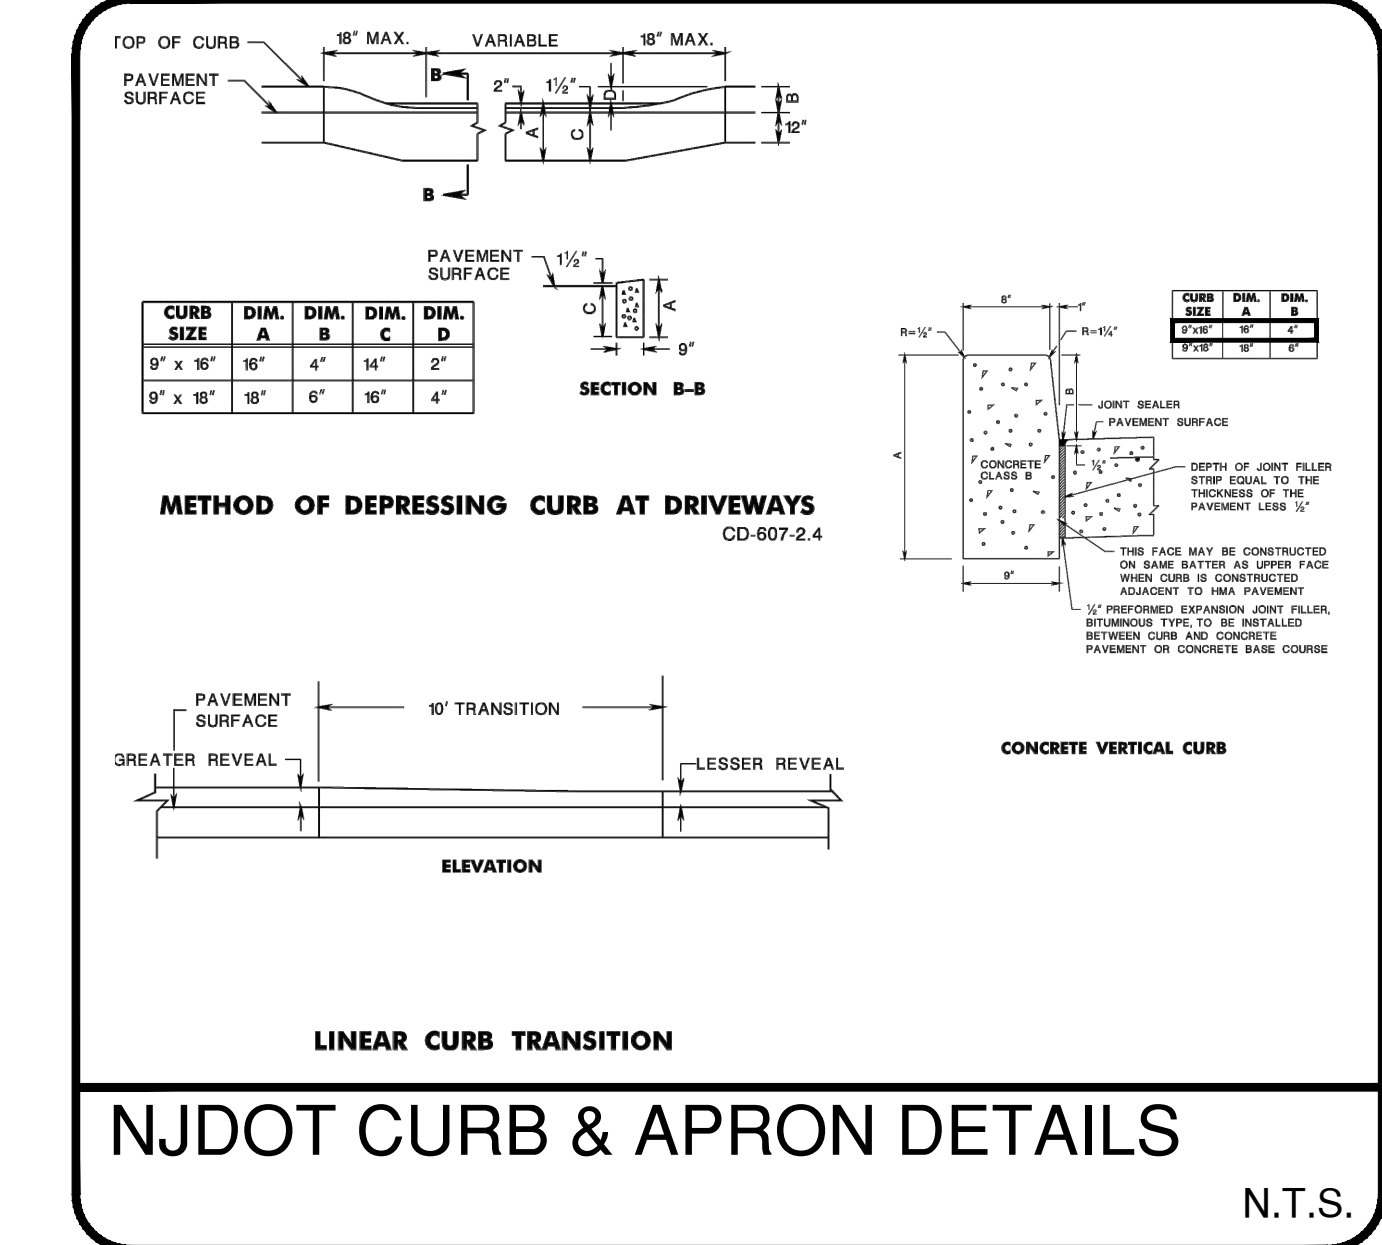 TOP OF CURB
18" MAX.
VARIABLE
18" MAX.
PAVEMENT
SURFACE
B
2"
1½"
D
B
A
C
12"
B
PAVEMENT
SURFACE
1½"
C
A
9"
SECTION B-B
CURB SIZE DIM. A DIM. B DIM. C DIM. D
9" x 16" 16" 4" 14" 2"
9" x 18" 18" 6" 16" 4"
METHOD OF DEPRESSING CURB AT DRIVEWAYS
CD-607-2.4
CURB SIZE DIM. A DIM. B
9"x16" 16" 4"
9"x18" 18" 6"
8"
1"
R=½"
R=1¼"
B
A
JOINT SEALER
PAVEMENT SURFACE
CONCRETE
CLASS B
½"
DEPTH OF JOINT FILLER
STRIP EQUAL TO THE
THICKNESS OF THE
PAVEMENT LESS ½"
THIS FACE MAY BE CONSTRUCTED
ON SAME BATTER AS UPPER FACE
WHEN CURB IS CONSTRUCTED
ADJACENT TO HMA PAVEMENT
9"
½" PREFORMED EXPANSION JOINT FILLER,
BITUMINOUS TYPE, TO BE INSTALLED
BETWEEN CURB AND CONCRETE
PAVEMENT OR CONCRETE BASE COURSE
CONCRETE VERTICAL CURB
PAVEMENT
SURFACE
10' TRANSITION
GREATER REVEAL
LESSER REVEAL
ELEVATION
LINEAR CURB TRANSITION
NJDOT CURB & APRON DETAILS
N.T.S.